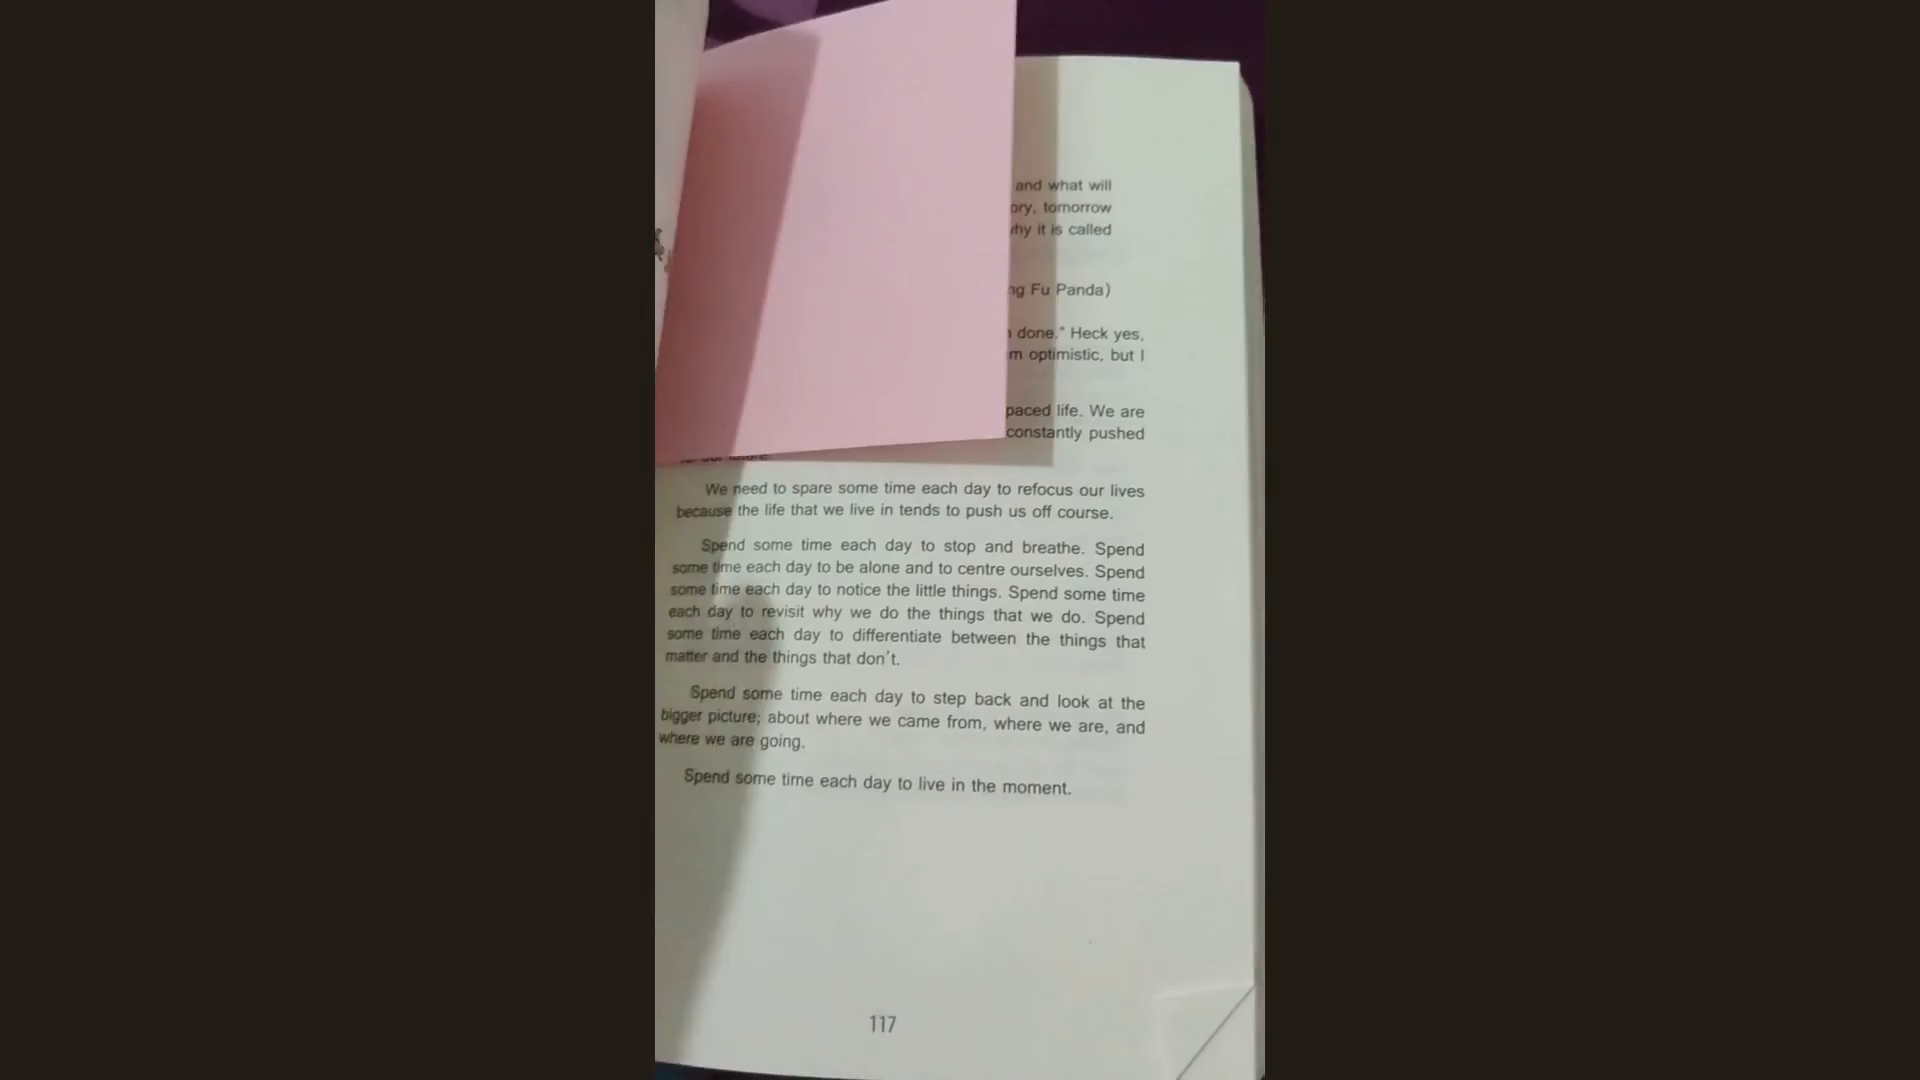 and what will
tomorrow
it is called
Fu Panda)
done." Heck yes,
optimistic, but I
paced life. We are
constantly pushed
We need to spare some time each day to refocus our lives
because the life that we live in tends to push us off course.
Spend some time each day to stop and breathe. Spend
some time each day to be alone and to centre ourselves. Spend
some time each day to notice the little things. Spend some time
each day to revisit why we do the things that we do. Spend
some time each day to differentiate between the things that
matter and the things that don't.
Spend some time each day to step back and look at the
bigger picture; about where we came from, where we are, and
where we are going.
Spend some time each day to live in the moment.
117